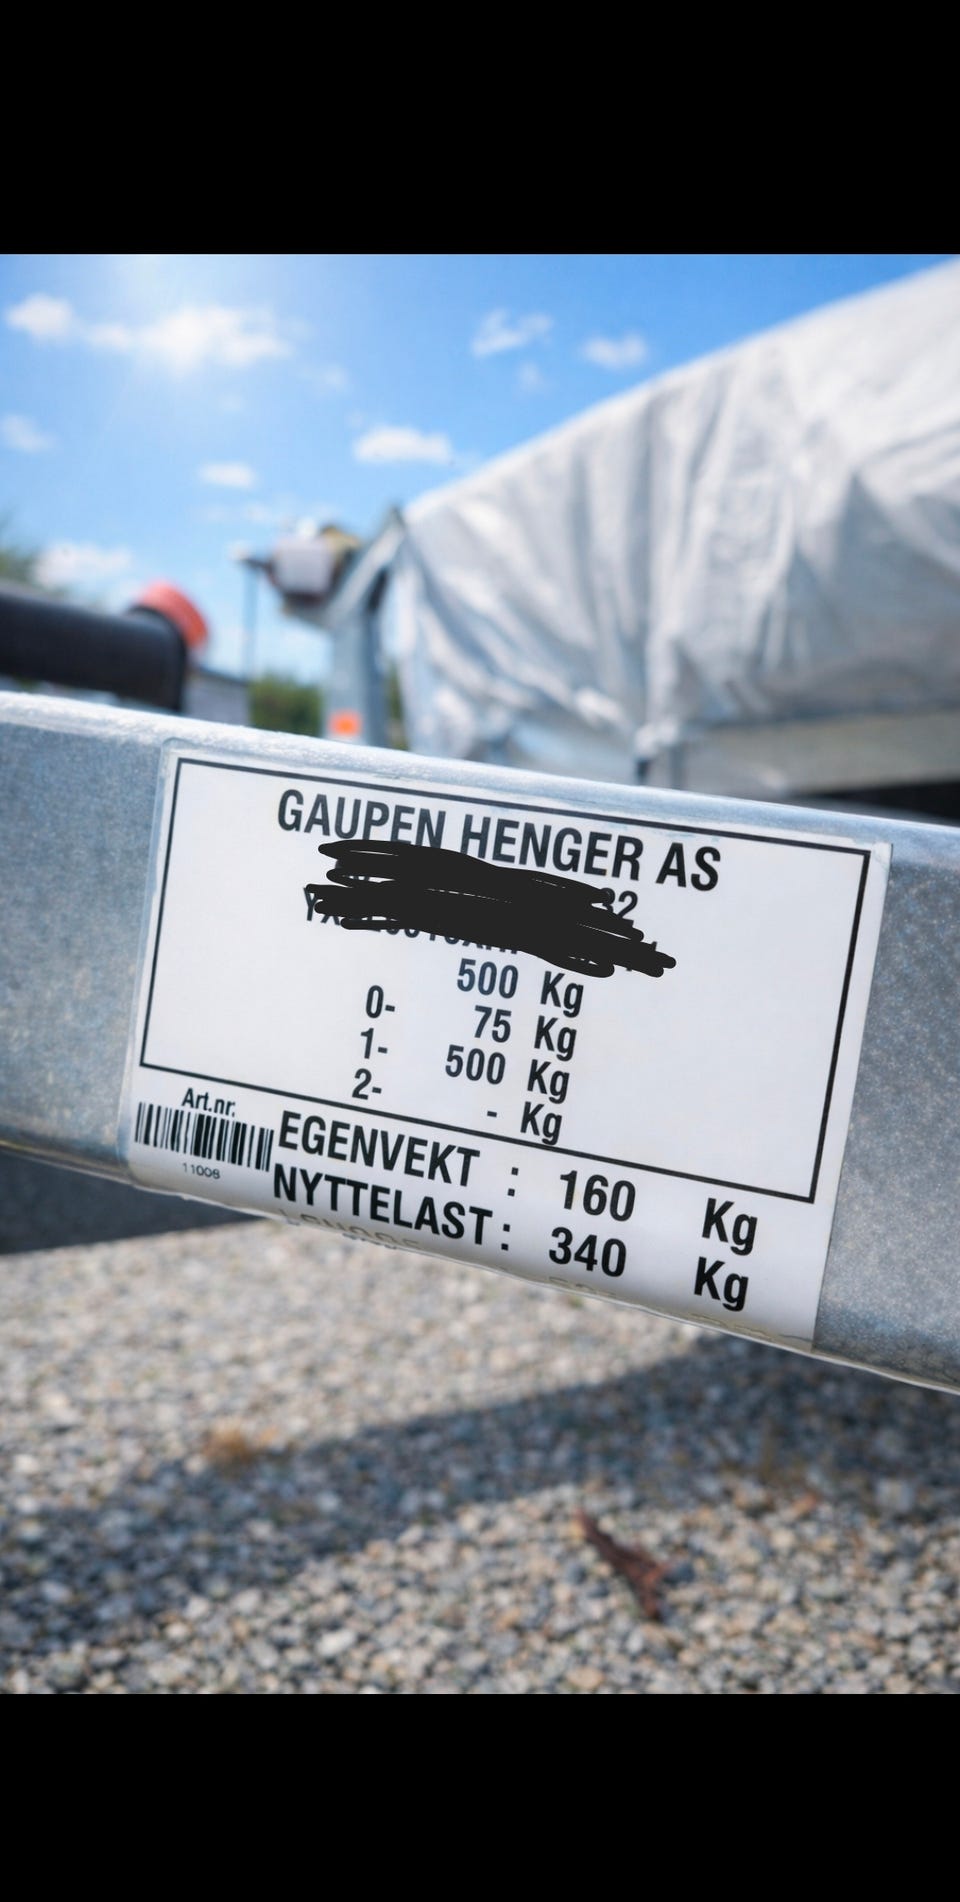 GAUPEN HENGER AS
500 Kg
0- 75 Kg
1- 500 Kg
2- - Kg
Art.nr:
11006
EGENVEKT : 160 Kg
NYTTELAST: 340 Kg